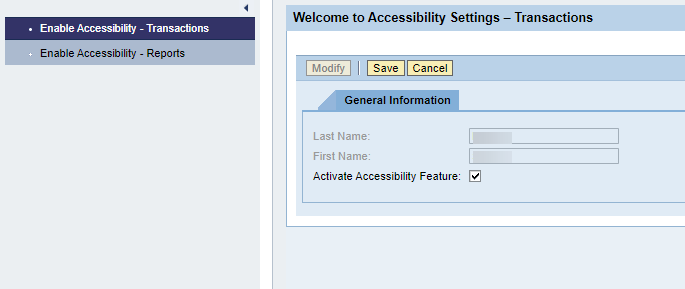 Enable Accessibility - Transactions
Enable Accessibility - Reports
Welcome to Accessibility Settings – Transactions
Modify Save Cancel
General Information
Last Name:
First Name:
Activate Accessibility Feature: